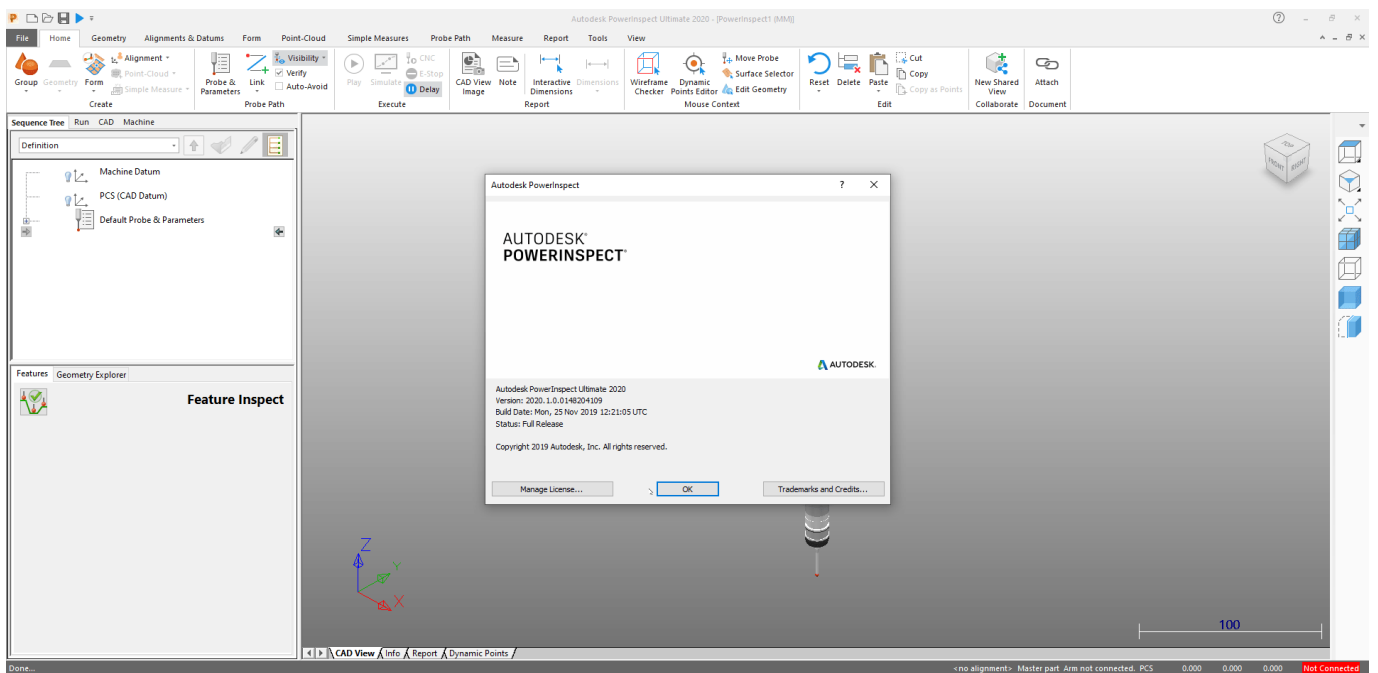 Autodesk PowerInspect Ultimate 2020 - [PowerInspect1 (MM)]
File Home Geometry Alignments & Datums Form Point-Cloud Simple Measures Probe Path Measure Report Tools View
Group
Geometry
Form
Alignment
Point-Cloud
Simple Measure
Create
Probe & Parameters
Link
Visibility
Verify
Auto-Avoid
Probe Path
Play
Simulate
CNC
E-Stop
Delay
Execute
CAD View Image
Note
Interactive Dimensions
Dimensions
Report
Wireframe Checker
Dynamic Points Editor
Move Probe
Surface Selector
Edit Geometry
Mouse Context
Reset
Delete
Paste
Cut
Copy
Copy as Points
Edit
New Shared View
Collaborate
Attach
Document
Sequence Tree Run CAD Machine
Definition
Machine Datum
PCS (CAD Datum)
Default Probe & Parameters
Features Geometry Explorer
Feature Inspect
TOP
FRONT
RIGHT
Autodesk PowerInspect
AUTODESK®
POWERINSPECT®
AUTODESK.
Autodesk PowerInspect Ultimate 2020
Version: 2020.1.0.0148204109
Build Date: Mon, 25 Nov 2019 12:21:05 UTC
Status: Full Release
Copyright 2019 Autodesk, Inc. All rights reserved.
Manage License...
OK
Trademarks and Credits...
Z
Y
X
100
CAD View Info Report Dynamic Points
Done... <no alignment> Master part Arm not connected. PCS 0.000 0.000 0.000 Not Connected